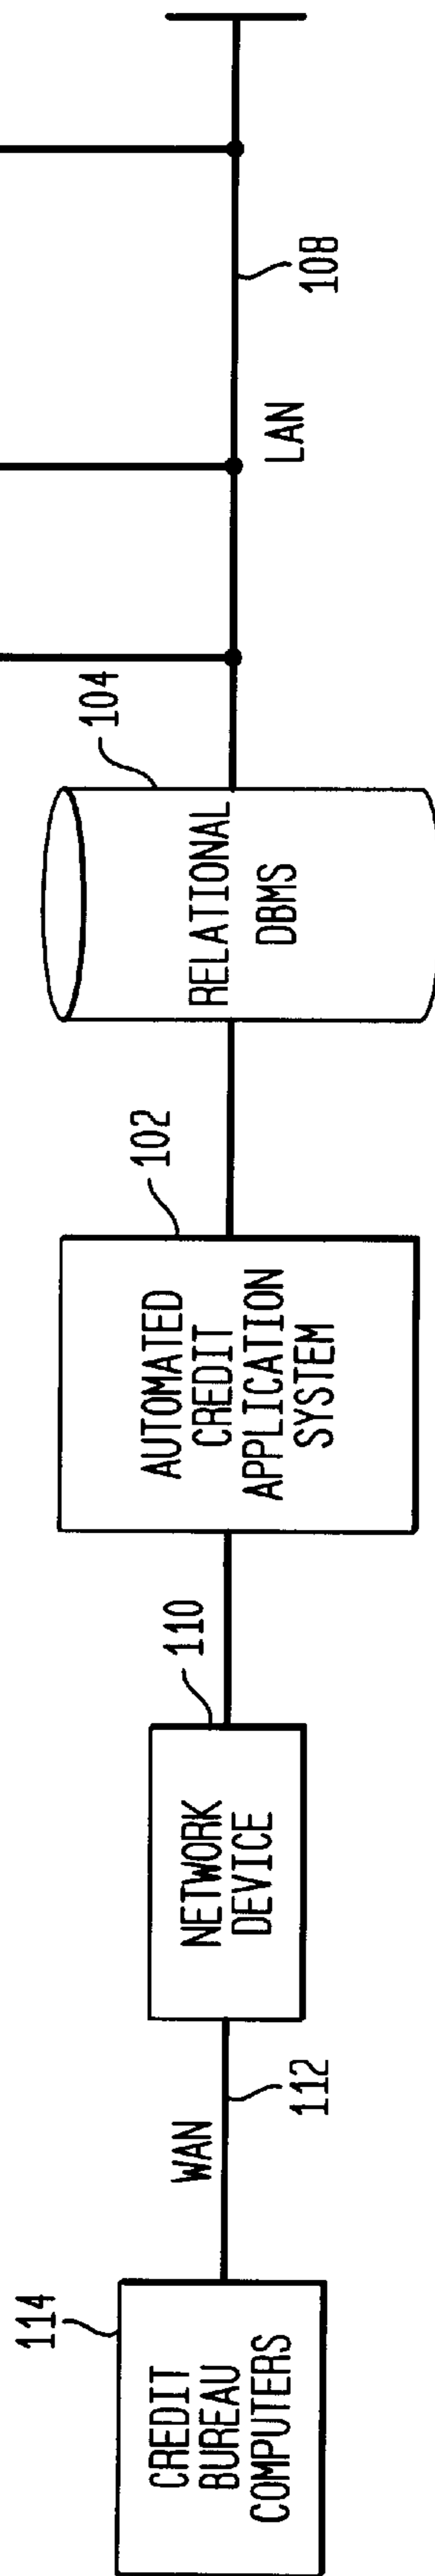 114
CREDIT
BUREAU
COMPUTERS
WAN
112
NETWORK
DEVICE
110
AUTOMATED
CREDIT
APPLICATION
SYSTEM
102
RELATIONAL
DBMS
104
LAN
108